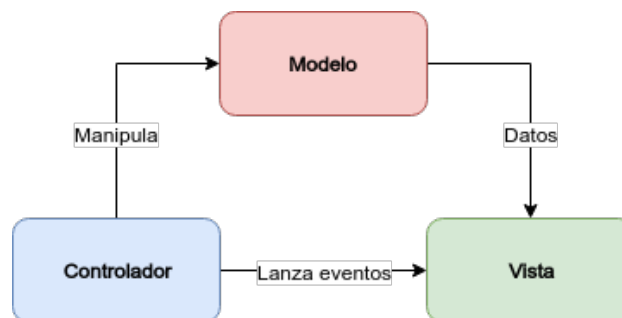 Modelo
Manipula
Datos
Controlador
Lanza eventos
Vista